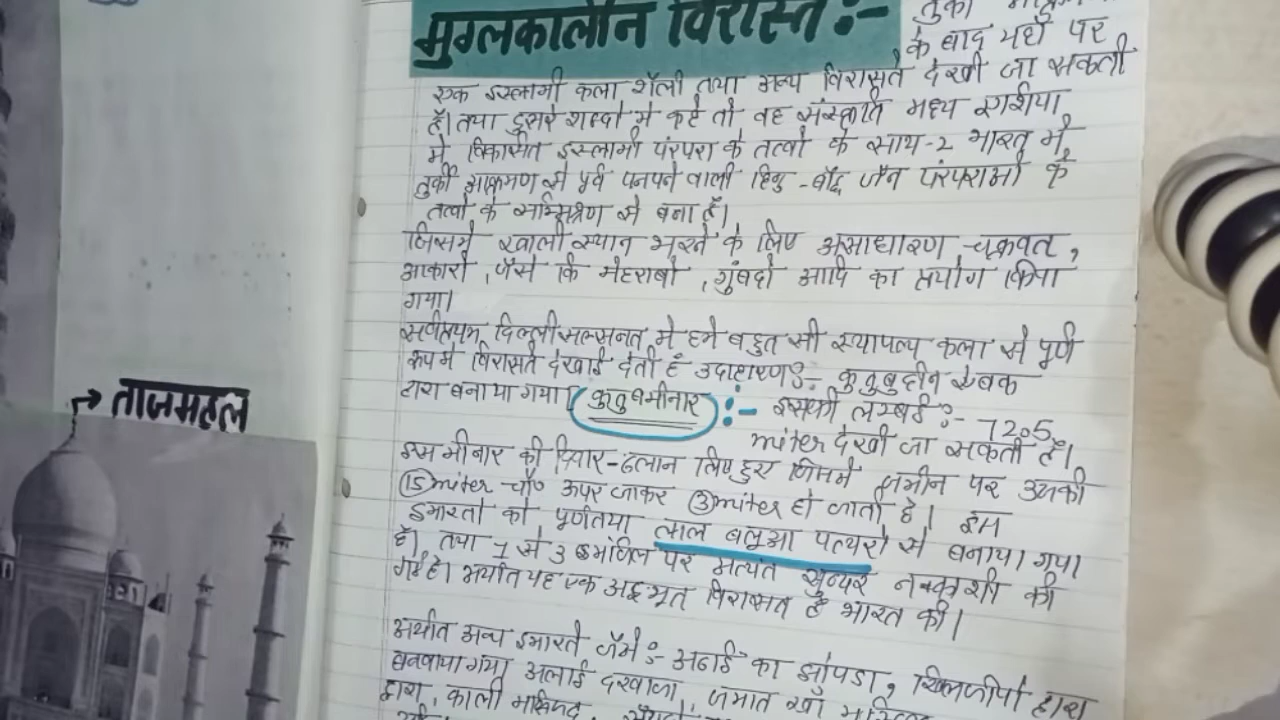 मुगलकालीन विरासत :-
के बाद यहाँ पर
एक इस्लामी कला शैली तथा भव्य विरासते देखी जा सकती
है। तथा दुसरे शब्दो मे कहे तो वह संस्कृति मध्य एशिया
मे विकसित इस्लामी परंपरा के तत्वो के साथ-2 भारत मे,
तुर्की आक्रमण से पूर्व पनपने वाली हिंदु-बौद्ध जैन परंपराओ के
तत्वो के सम्मिश्रण से बना है।
जिसमे खाली स्थान भरने के लिए असाधारण चक्रवत,
आकारो, जैसे कि मेहराबो, गुंबदो आदि का प्रयोग किया
गया।
सर्वप्रथम दिल्ली सल्तनत मे हमे बहुत सी स्थापत्य कला से पूर्ण
रूप मे विरासते देखाई देती है उदाहारण:- कुतुबुद्दीन ऐबक
द्वारा बनाया गया। कुतुबमीनार :- इसकी लम्बाई :- 72.5
miter देखी जा सकती है।
इस मीनार की दिवार-ढलान लिए हुए जिसमे जमीन पर उसकी
15 miter चौ० ऊपर जाकर 3 miter हो जाती है। इस
इमारतो को पूर्णतया लाल बलुआ पत्थरो से बनाया गया
है। तथा 1 से 3 मंजिल पर अत्यंत सुन्दर नक्काशी की
गई है। अर्थात यह एक अद्भूत विरासत है भारत की।
अर्थात अन्य इमारते जैसे :- अढाई का झोपडा, खिलजीयो द्वारा
बनवाया गया अलाई दरवाजा, जमात खाँ
द्वारा, काली मस्जिद,
→ ताजमहल